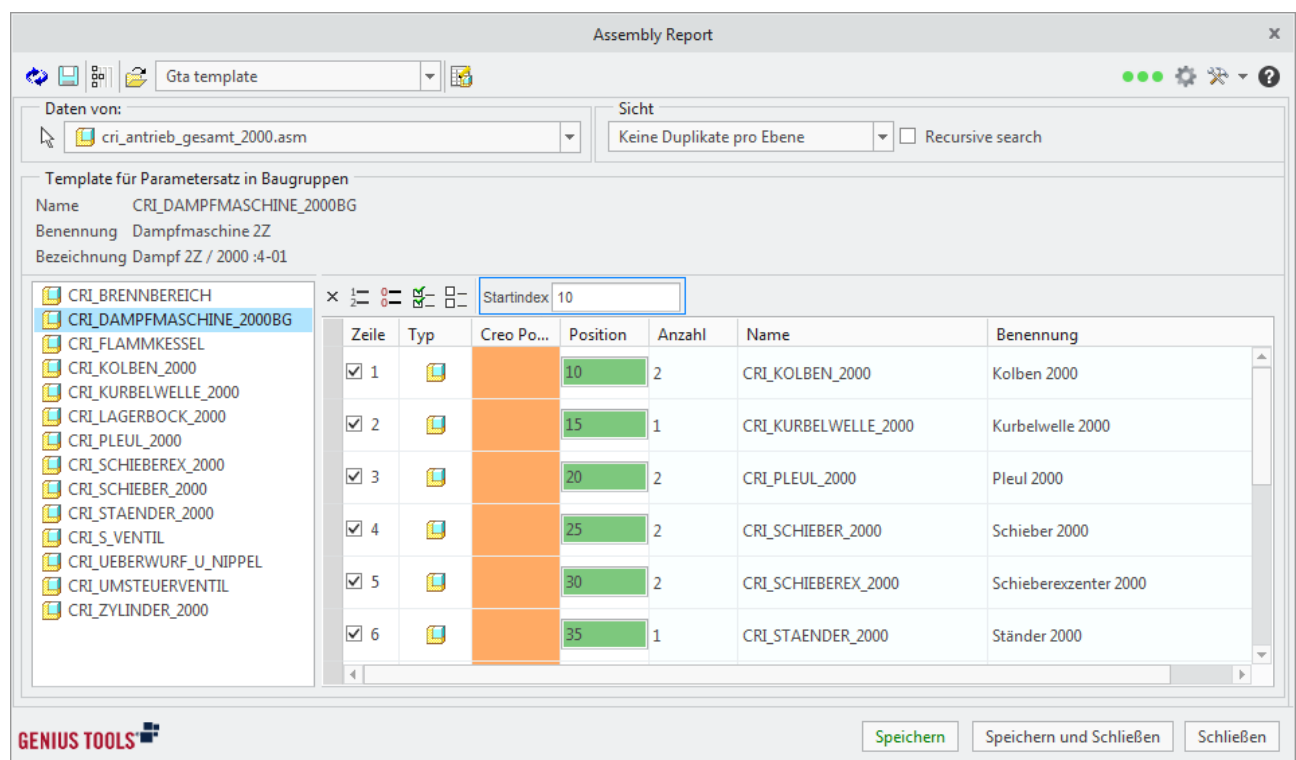 Assembly Report
Gta template
Daten von:
cri_antrieb_gesamt_2000.asm
Sicht
Keine Duplikate pro Ebene
Recursive search
Template für Parametersatz in Baugruppen
Name CRI_DAMPFMASCHINE_2000BG
Benennung Dampfmaschine 2Z
Bezeichnung Dampf 2Z / 2000 :4-01
CRI_BRENNBEREICH
CRI_DAMPFMASCHINE_2000BG
CRI_FLAMMKESSEL
CRI_KOLBEN_2000
CRI_KURBELWELLE_2000
CRI_LAGERBOCK_2000
CRI_PLEUL_2000
CRI_SCHIEBEREX_2000
CRI_SCHIEBER_2000
CRI_STAENDER_2000
CRI_S_VENTIL
CRI_UEBERWURF_U_NIPPEL
CRI_UMSTEUERVENTIL
CRI_ZYLINDER_2000
Startindex 10
Zeile Typ Creo Po... Position Anzahl Name Benennung
1 10 2 CRI_KOLBEN_2000 Kolben 2000
2 15 1 CRI_KURBELWELLE_2000 Kurbelwelle 2000
3 20 2 CRI_PLEUL_2000 Pleul 2000
4 25 2 CRI_SCHIEBER_2000 Schieber 2000
5 30 2 CRI_SCHIEBEREX_2000 Schieberexzenter 2000
6 35 1 CRI_STAENDER_2000 Ständer 2000
GENIUS TOOLS
Speichern
Speichern und Schließen
Schließen